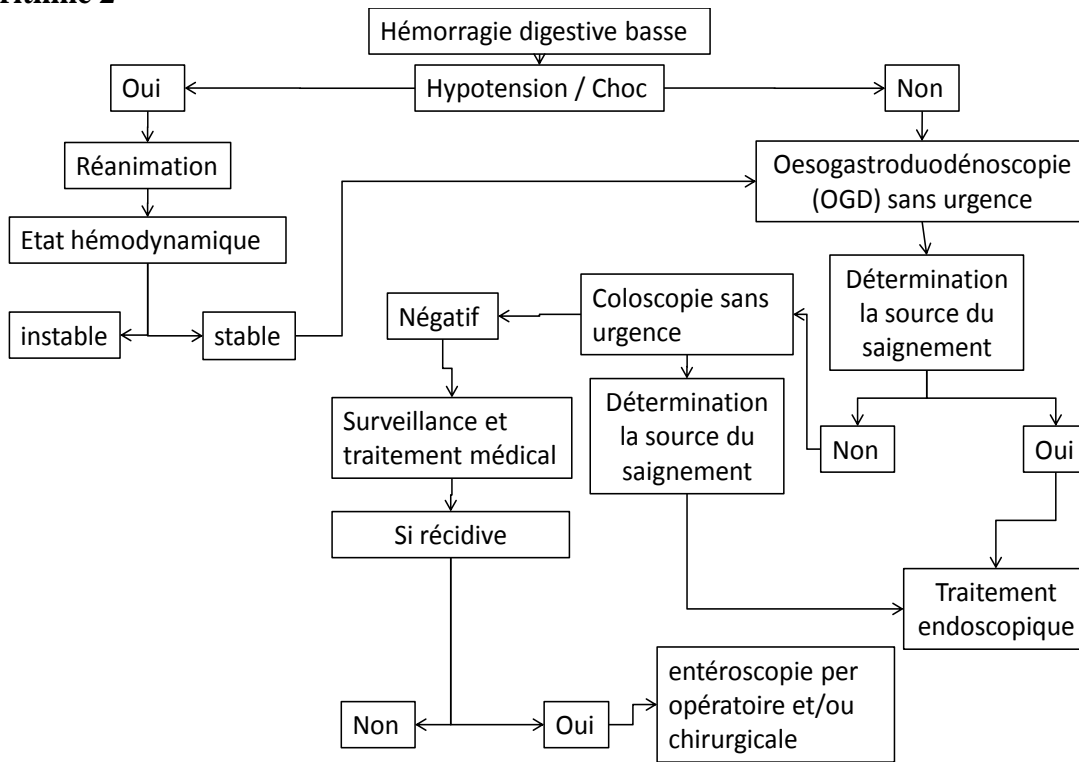 rithme 2
Hémorragie digestive basse
Oui
Hypotension / Choc
Non
Réanimation
Oesogastroduodénoscopie
(OGD) sans urgence
Etat hémodynamique
Détermination
la source du
saignement
Coloscopie sans
urgence
Négatif
instable
stable
Détermination
la source du
saignement
Surveillance et
traitement médical
Non
Oui
Si récidive
Traitement
endoscopique
entéroscopie per
opératoire et/ou
chirurgicale
Non
Oui